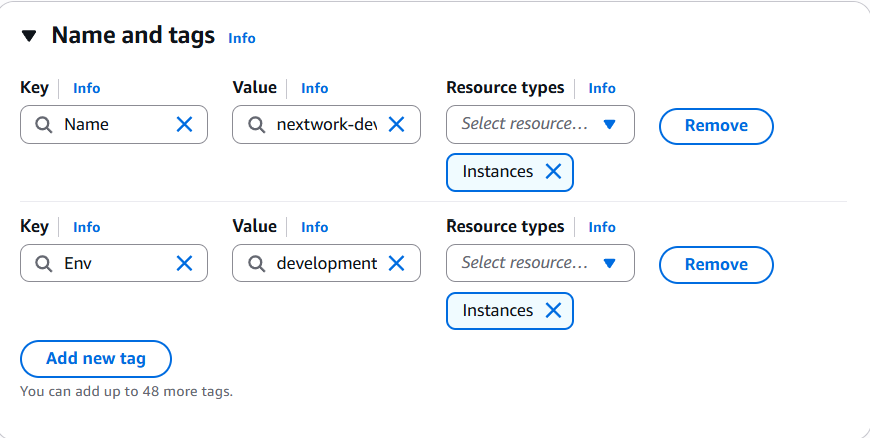 Name and tags Info
Key Info Value Info Resource types Info
Name nextwork-dev Select resource... Remove
Instances
Key Info Value Info Resource types Info
Env development Select resource... Remove
Instances
Add new tag
You can add up to 48 more tags.